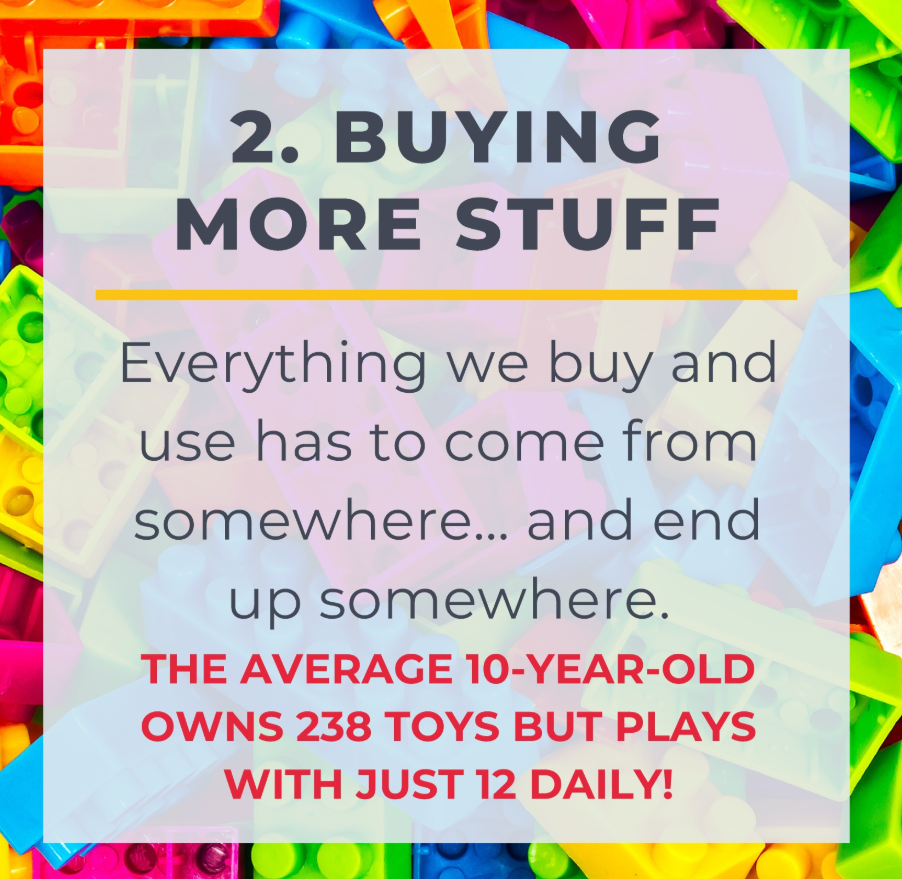 2. BUYING
MORE STUFF
Everything we buy and
use has to come from
somewhere... and end
up somewhere.
THE AVERAGE 10-YEAR-OLD
OWNS 238 TOYS BUT PLAYS
WITH JUST 12 DAILY!